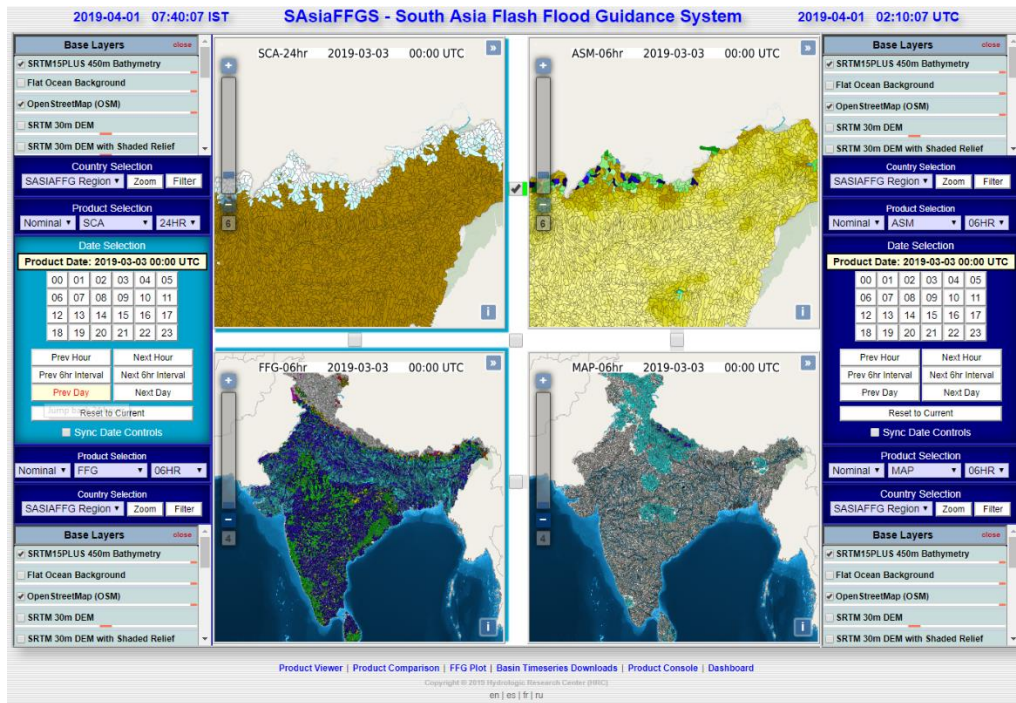 2019-04-01 07:40:07 IST
SAsiaFFGS - South Asia Flash Flood Guidance System
2019-04-01 02:10:07 UTC
Base Layers close
SRTM15PLUS 450m Bathymetry
Flat Ocean Background
OpenStreetMap (OSM)
SRTM 30m DEM
SRTM 30m DEM with Shaded Relief
Country Selection
SASIAFFG Region Zoom Filter
Product Selection
Nominal SCA 24HR
Date Selection
Product Date: 2019-03-03 00:00 UTC
00 01 02 03 04 05
06 07 08 09 10 11
12 13 14 15 16 17
18 19 20 21 22 23
Prev Hour Next Hour
Prev 6hr Interval Next 6hr Interval
Prev Day Next Day
Reset to Current
Sync Date Controls
Product Selection
Nominal FFG 06HR
Country Selection
SASIAFFG Region Zoom Filter
Base Layers close
SRTM15PLUS 450m Bathymetry
Flat Ocean Background
OpenStreetMap (OSM)
SRTM 30m DEM
SRTM 30m DEM with Shaded Relief
SCA-24hr 2019-03-03 00:00 UTC
»
+
−
6
i
ASM-06hr 2019-03-03 00:00 UTC
»
+
−
6
i
FFG-06hr 2019-03-03 00:00 UTC
»
+
−
4
i
MAP-06hr 2019-03-03 00:00 UTC
»
+
−
4
i
Base Layers close
SRTM15PLUS 450m Bathymetry
Flat Ocean Background
OpenStreetMap (OSM)
SRTM 30m DEM
SRTM 30m DEM with Shaded Relief
Country Selection
SASIAFFG Region Zoom Filter
Product Selection
Nominal ASM 06HR
Date Selection
Product Date: 2019-03-03 00:00 UTC
00 01 02 03 04 05
06 07 08 09 10 11
12 13 14 15 16 17
18 19 20 21 22 23
Prev Hour Next Hour
Prev 6hr Interval Next 6hr Interval
Prev Day Next Day
Reset to Current
Sync Date Controls
Product Selection
Nominal MAP 06HR
Country Selection
SASIAFFG Region Zoom Filter
Base Layers close
SRTM15PLUS 450m Bathymetry
Flat Ocean Background
OpenStreetMap (OSM)
SRTM 30m DEM
SRTM 30m DEM with Shaded Relief
Product Viewer | Product Comparison | FFG Plot | Basin Timeseries Downloads | Product Console | Dashboard
Copyright © 2015 Hydrologic Research Center (HRC)
en | es | fr | ru